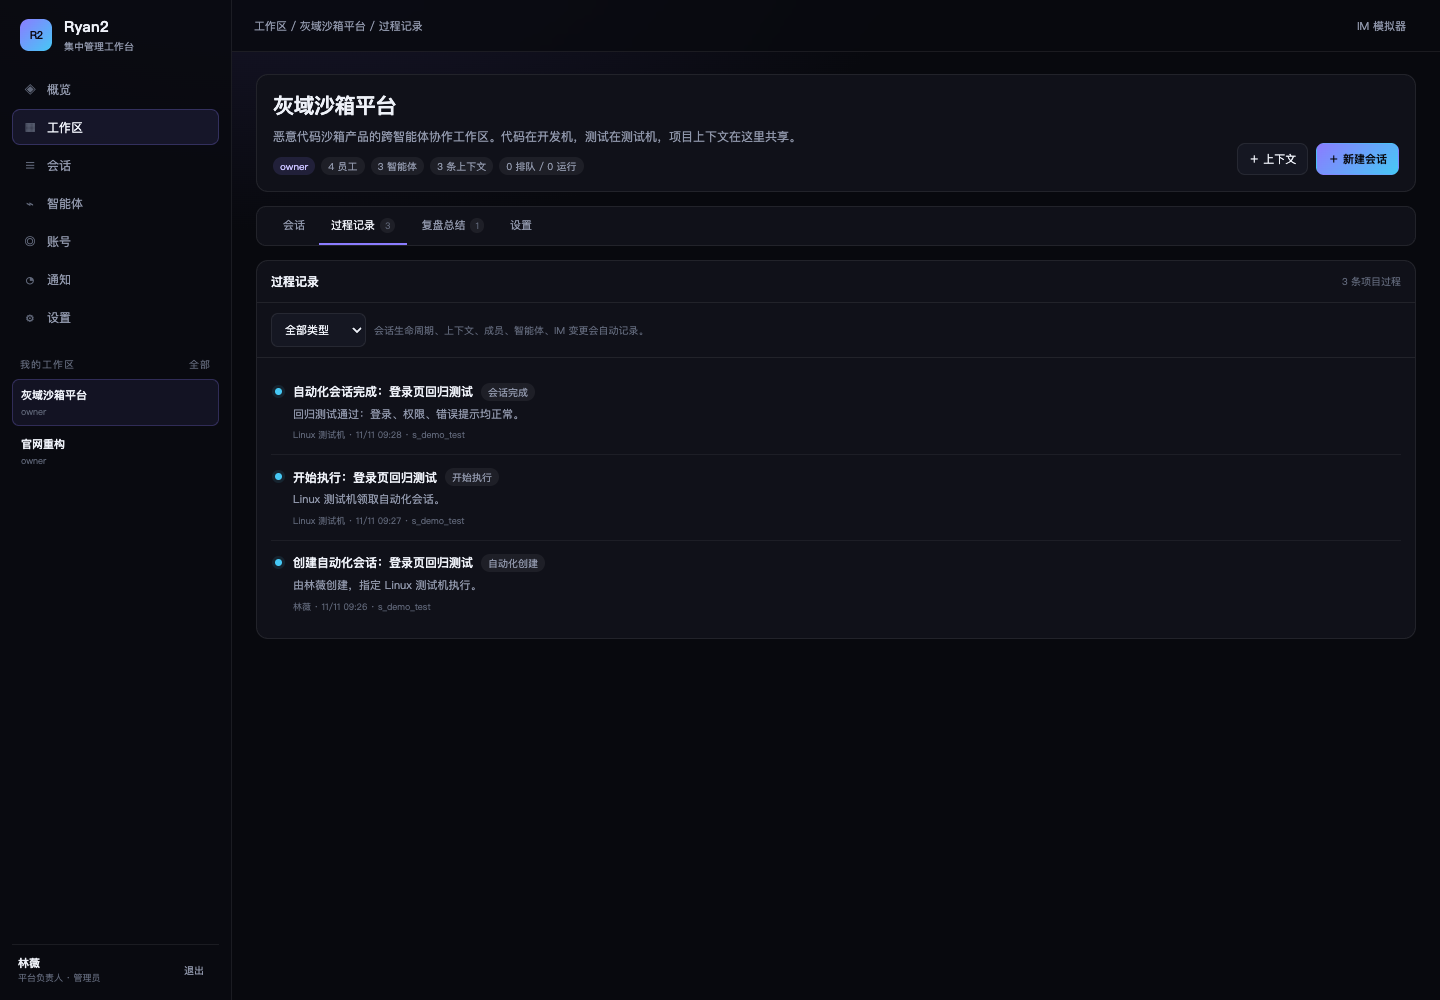 R2
Ryan2
集中管理工作台
概览
工作区
会话
智能体
账号
通知
设置
我的工作区 全部
灰域沙箱平台
owner
官网重构
owner
林薇
平台负责人 · 管理员
退出
工作区 / 灰域沙箱平台 / 过程记录
IM 模拟器
灰域沙箱平台
恶意代码沙箱产品的跨智能体协作工作区。代码在开发机，测试在测试机，项目上下文在这里共享。
owner 4 员工 3 智能体 3 条上下文 0 排队 / 0 运行
+ 上下文 + 新建会话
会话 过程记录 3 复盘总结 1 设置
过程记录 3 条项目过程
全部类型 会话生命周期、上下文、成员、智能体、IM 变更会自动记录。
自动化会话完成：登录页回归测试 会话完成
回归测试通过：登录、权限、错误提示均正常。
Linux 测试机 · 11/11 09:28 · s_demo_test
开始执行：登录页回归测试 开始执行
Linux 测试机领取自动化会话。
Linux 测试机 · 11/11 09:27 · s_demo_test
创建自动化会话：登录页回归测试 自动化创建
由林薇创建，指定 Linux 测试机执行。
林薇 · 11/11 09:26 · s_demo_test